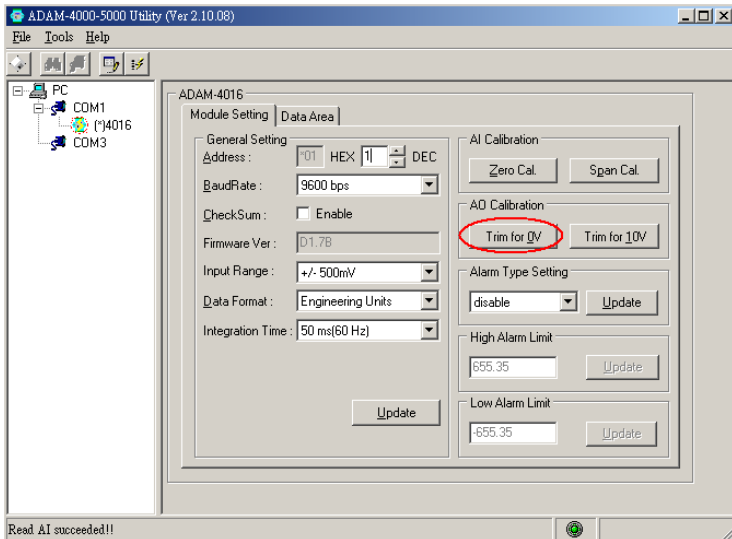 ADAM-4000-5000 Utility (Ver 2.10.08)
File Tools Help
PC
COM1
(*)4016
COM3
ADAM-4016
Module Setting Data Area
General Setting
Address : *01 HEX 1 DEC
BaudRate : 9600 bps
CheckSum : Enable
Firmware Ver : D1.7B
Input Range : +/- 500mV
Data Format : Engineering Units
Integration Time : 50 ms(60 Hz)
Update
AI Calibration
Zero Cal. Span Cal.
AO Calibration
Trim for 0V Trim for 10V
Alarm Type Setting
disable Update
High Alarm Limit
655.35 Update
Low Alarm Limit
-655.35 Update
Read AI succeeded!!